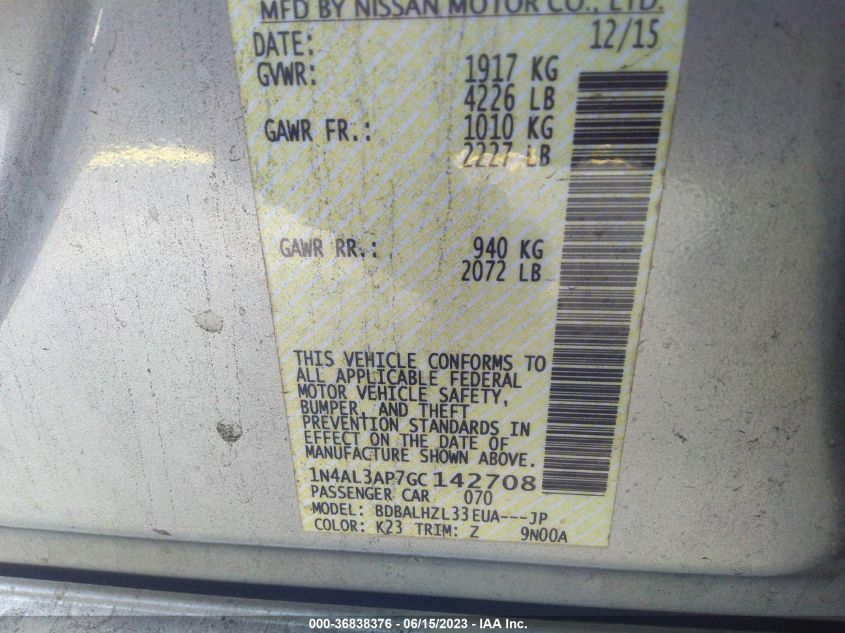 MFD BY NISSAN MOTOR CO., LTD.
DATE: 12/15
GVWR: 1917 KG
4226 LB
GAWR FR.: 1010 KG
2227 LB
GAWR RR.: 940 KG
2072 LB
THIS VEHICLE CONFORMS TO
ALL APPLICABLE FEDERAL
MOTOR VEHICLE SAFETY,
BUMPER, AND THEFT
PREVENTION STANDARDS IN
EFFECT ON THE DATE OF
MANUFACTURE SHOWN ABOVE.
1N4AL3AP7GC142708
PASSENGER CAR 070
MODEL: BDBALHZL33EUA---JP
COLOR: K23 TRIM: Z 9N00A
000-36838376 - 06/15/2023 - IAA Inc.